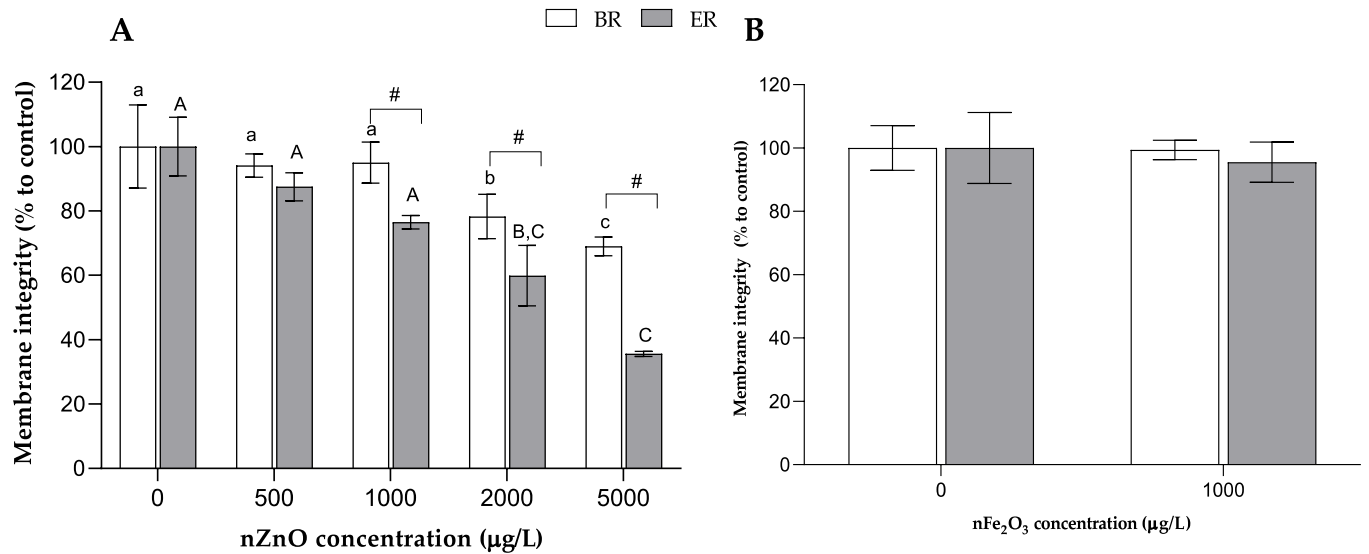 BR ER
A
Membrane integrity (% to control)
120
100
80
60
40
20
0
a A
a A
# a A
# b B,C
# c C
0 500 1000 2000 5000
nZnO concentration (µg/L)
B
Membrane integrity (% to control)
120
100
80
60
40
20
0
0 1000
nFe₂O₃ concentration (µg/L)